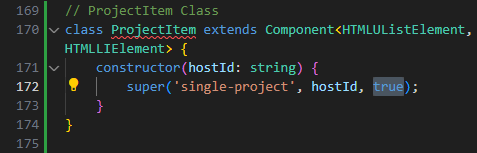 169 // ProjectItem Class
170 class ProjectItem extends Component<HTMLUListElement,
HTMLLIElement> {
171 constructor(hostId: string) {
172 super('single-project', hostId, true);
173 }
174 }
175